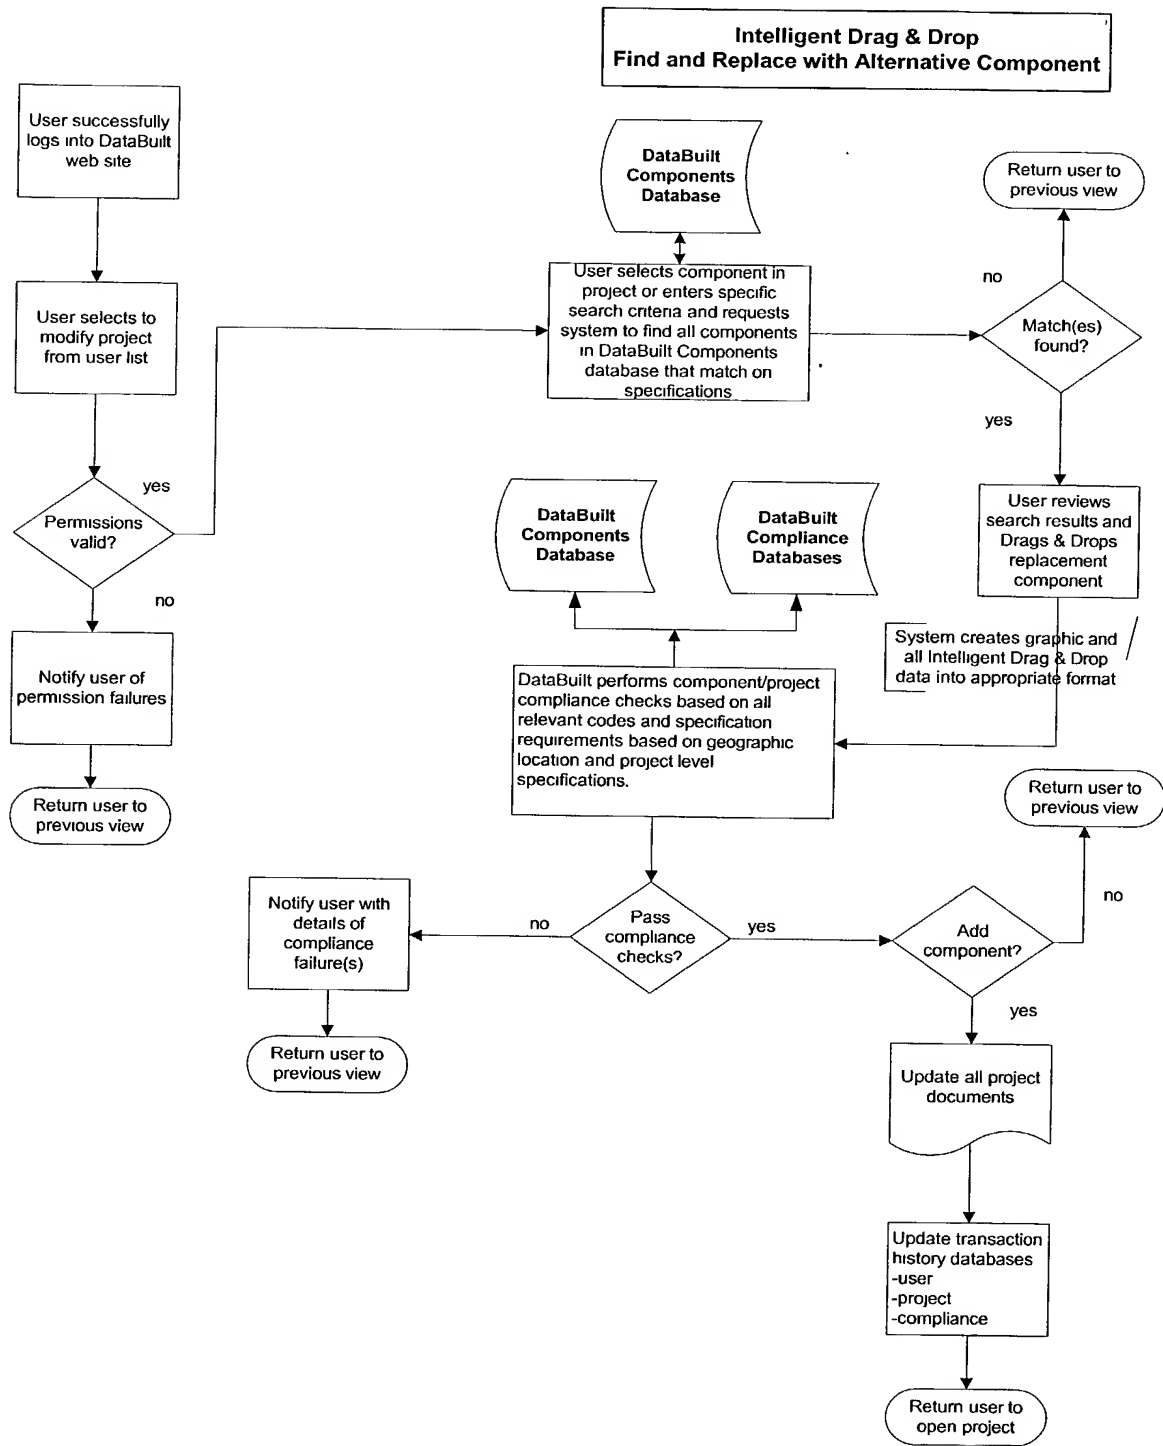 Intelligent Drag & Drop
Find and Replace with Alternative Component
User successfully
logs into DataBuilt
web site
DataBuilt
Components
Database
Return user to
previous view
User selects to
modify project
from user list
User selects component in
project or enters specific
search criteria and requests
system to find all components
in DataBuilt Components
database that match on
specifications
no
Match(es)
found?
yes
yes
Permissions
valid?
no
DataBuilt
Components
Database
DataBuilt
Compliance
Databases
User reviews
search results and
Drags & Drops
replacement
component
Notify user of
permission failures
System creates graphic and
all Intelligent Drag & Drop
data into appropriate format
DataBuilt performs component/project
compliance checks based on all
relevant codes and specification
requirements based on geographic
location and project level
specifications.
Return user to
previous view
Return user to
previous view
Notify user with
details of
compliance
failure(s)
no
Pass
compliance
checks?
yes
Add
component?
no
yes
Return user to
previous view
Update all project
documents
Update transaction
history databases
-user
-project
-compliance
Return user to
open project